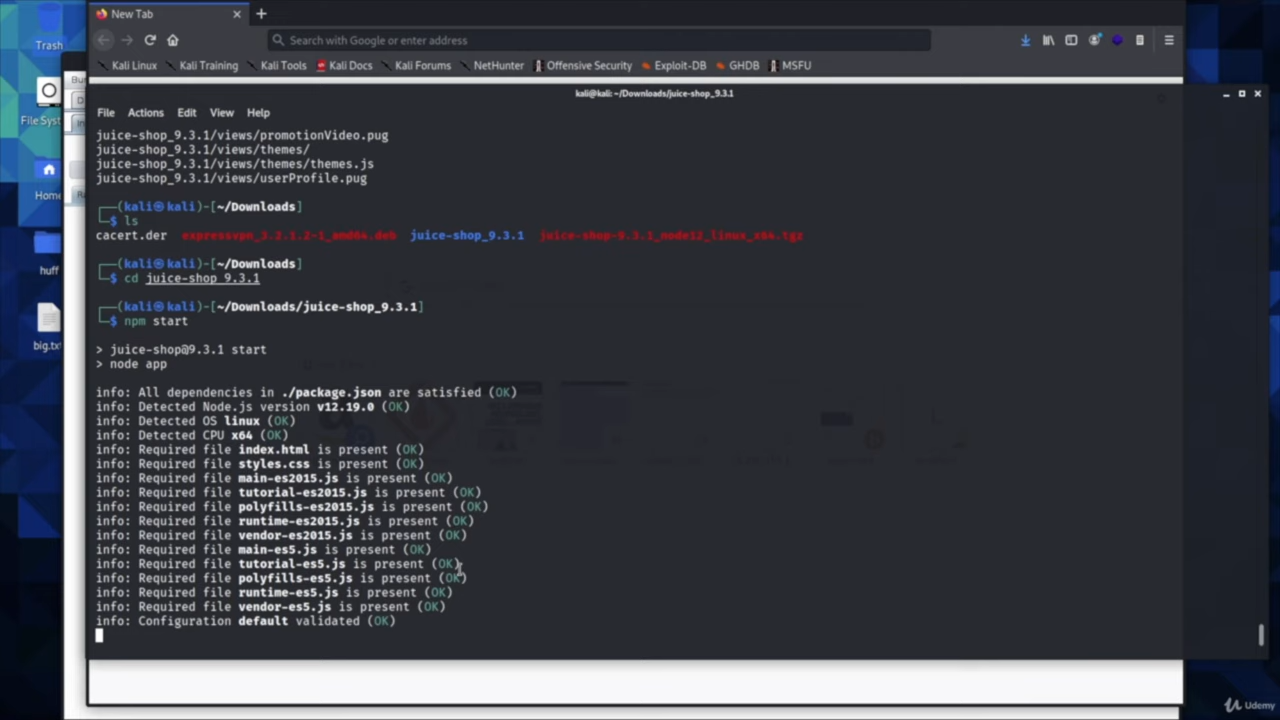 New Tab
Search with Google or enter address
Kali Linux Kali Training Kali Tools Kali Docs Kali Forums NetHunter Offensive Security Exploit-DB GHDB MSFU
Trash
File Sys
Home
huff
big.tx
Bu
kali@kali: ~/Downloads/juice-shop_9.3.1
File Actions Edit View Help
juice-shop_9.3.1/views/promotionVideo.pug
juice-shop_9.3.1/views/themes/
juice-shop_9.3.1/views/themes/themes.js
juice-shop_9.3.1/views/userProfile.pug
┌──(kali㉿kali)-[~/Downloads]
└─$ ls
cacert.der expressvpn_3.2.1.2-1_amd64.deb juice-shop_9.3.1 juice-shop-9.3.1_node12_linux_x64.tgz
┌──(kali㉿kali)-[~/Downloads]
└─$ cd juice-shop_9.3.1
┌──(kali㉿kali)-[~/Downloads/juice-shop_9.3.1]
└─$ npm start
> juice-shop@9.3.1 start
> node app
info: All dependencies in ./package.json are satisfied (OK)
info: Detected Node.js version v12.19.0 (OK)
info: Detected OS linux (OK)
info: Detected CPU x64 (OK)
info: Required file index.html is present (OK)
info: Required file styles.css is present (OK)
info: Required file main-es2015.js is present (OK)
info: Required file tutorial-es2015.js is present (OK)
info: Required file polyfills-es2015.js is present (OK)
info: Required file runtime-es2015.js is present (OK)
info: Required file vendor-es2015.js is present (OK)
info: Required file main-es5.js is present (OK)
info: Required file tutorial-es5.js is present (OK)
info: Required file polyfills-es5.js is present (OK)
info: Required file runtime-es5.js is present (OK)
info: Required file vendor-es5.js is present (OK)
info: Configuration default validated (OK)
Udemy